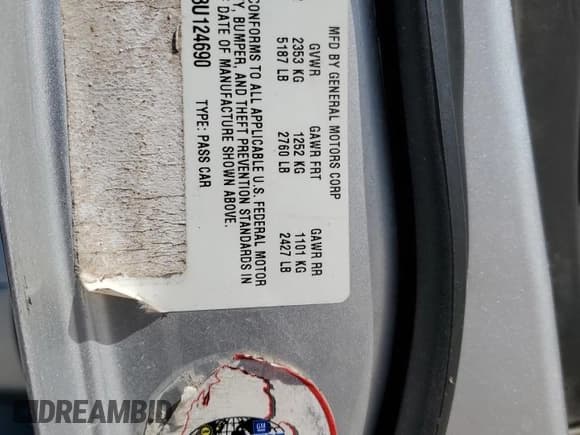 MFD BY GENERAL MOTORS CORP
GVWR GAWR FRT GAWR RR
2353 KG 1252 KG 1101 KG
5187 LB 2760 LB 2427 LB
CONFORMS TO ALL APPLICABLE U.S. FEDERAL MOTOR
BUMPER, AND THEFT PREVENTION STANDARDS IN
DATE OF MANUFACTURE SHOWN ABOVE.
BU124690 TYPE: PASS CAR
GM
DREAMBID